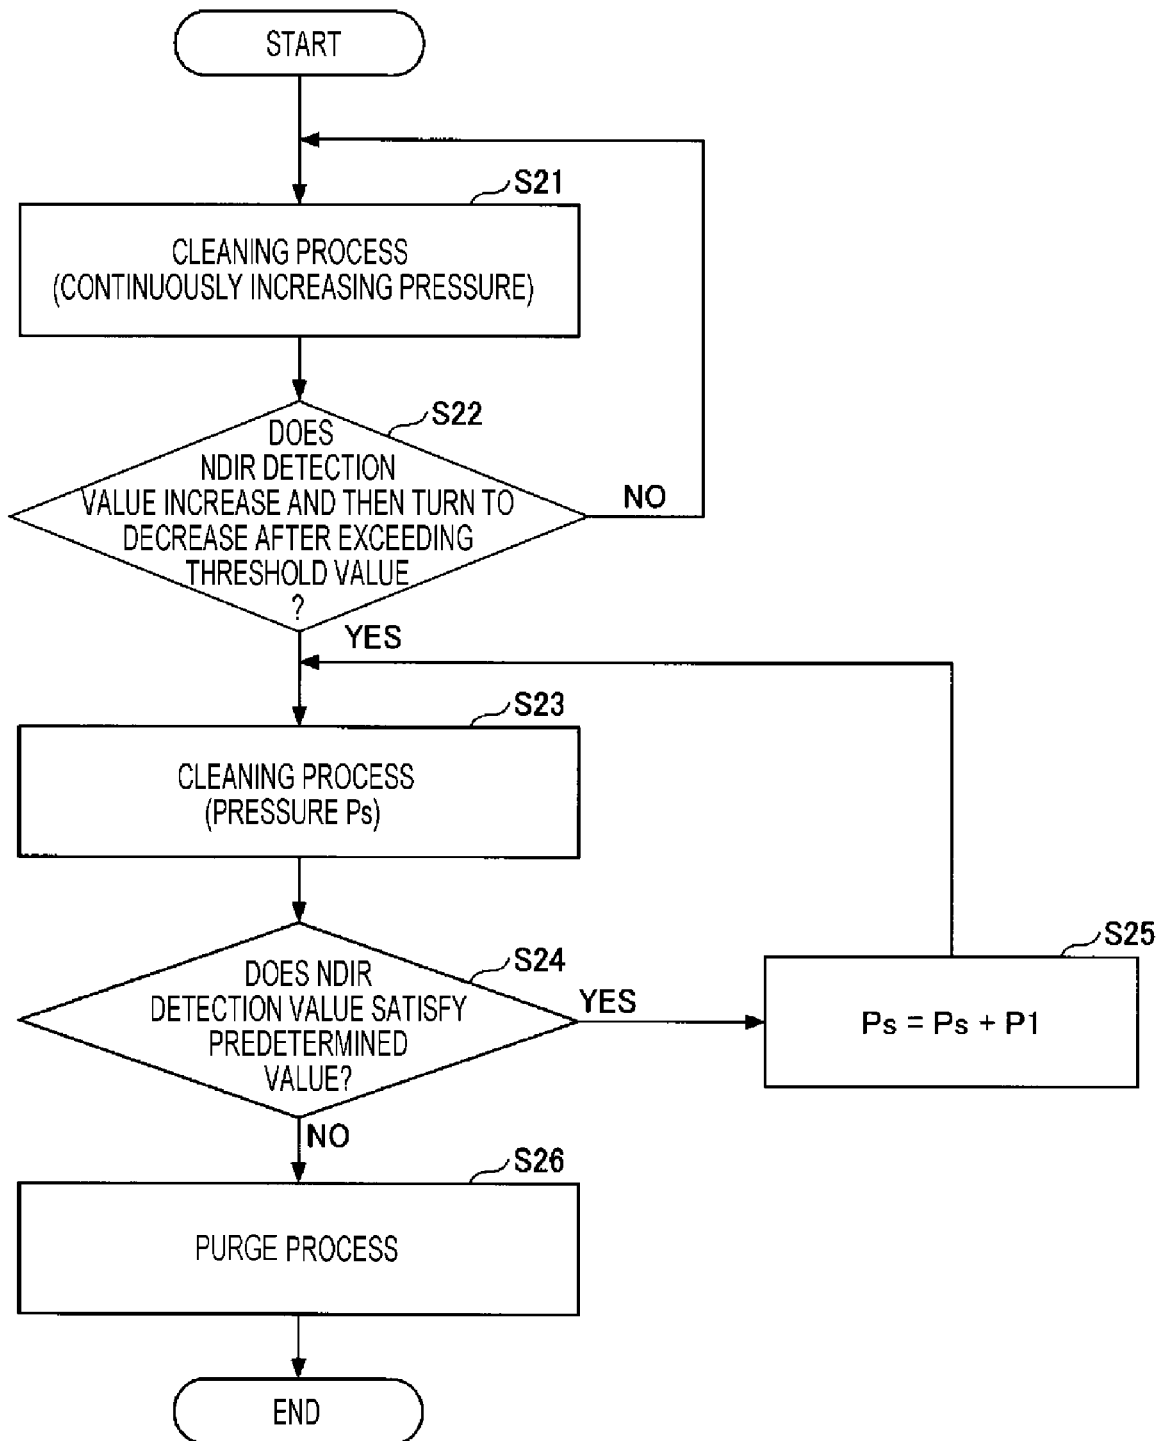 START
S21
CLEANING PROCESS
(CONTINUOUSLY INCREASING PRESSURE)
S22
DOES
NDIR DETECTION
VALUE INCREASE AND THEN TURN TO
DECREASE AFTER EXCEEDING
THRESHOLD VALUE
?
NO
YES
S23
CLEANING PROCESS
(PRESSURE Ps)
S24
DOES NDIR
DETECTION VALUE SATISFY
PREDETERMINED
VALUE?
YES
S25
Ps = Ps + P1
NO
S26
PURGE PROCESS
END